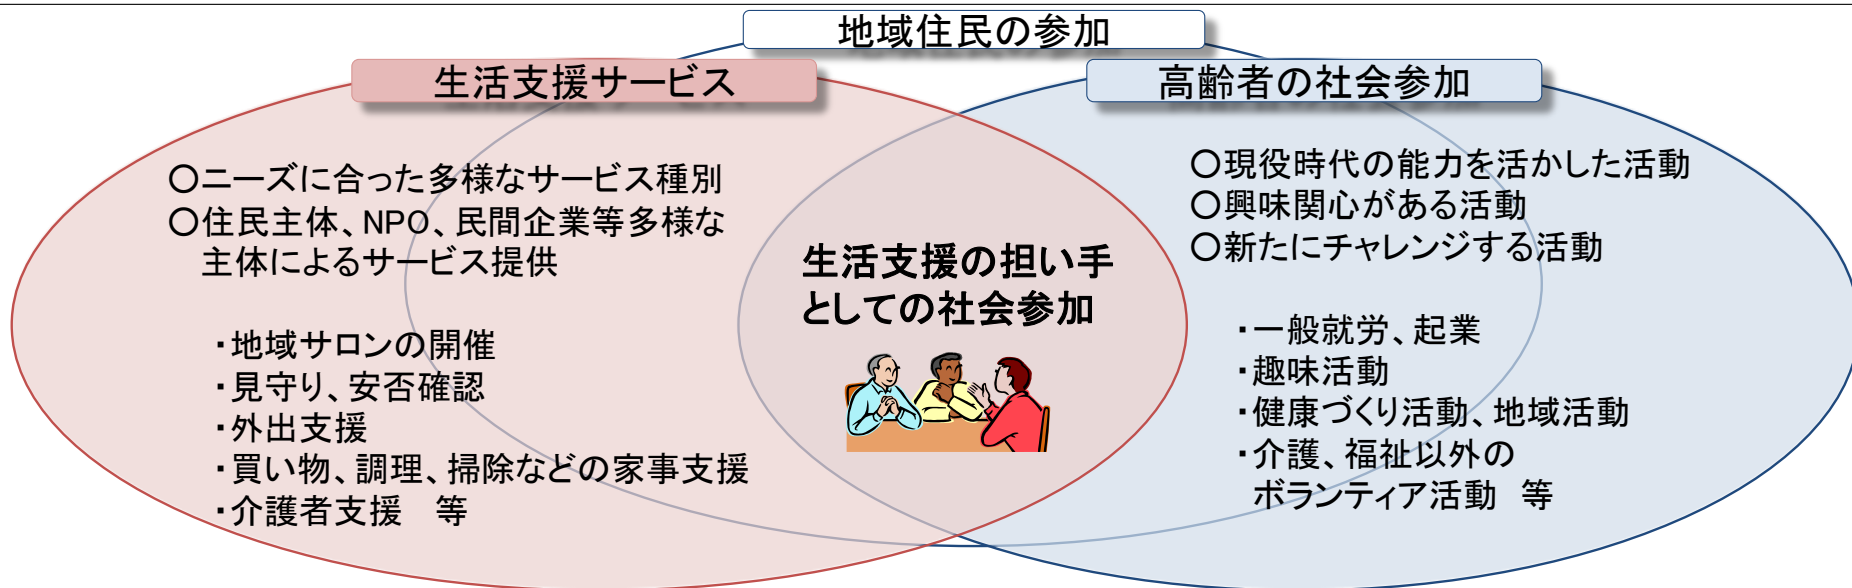 地域住民の参加
生活支援サービス
○ニーズに合った多様なサービス種別
○住民主体、NPO、民間企業等多様な
主体によるサービス提供
・地域サロンの開催
・見守り、安否確認
・外出支援
・買い物、調理、掃除などの家事支援
・介護者支援　等
生活支援の担い手
としての社会参加
高齢者の社会参加
○現役時代の能力を活かした活動
○興味関心がある活動
○新たにチャレンジする活動
・一般就労、起業
・趣味活動
・健康づくり活動、地域活動
・介護、福祉以外の
ボランティア活動　等